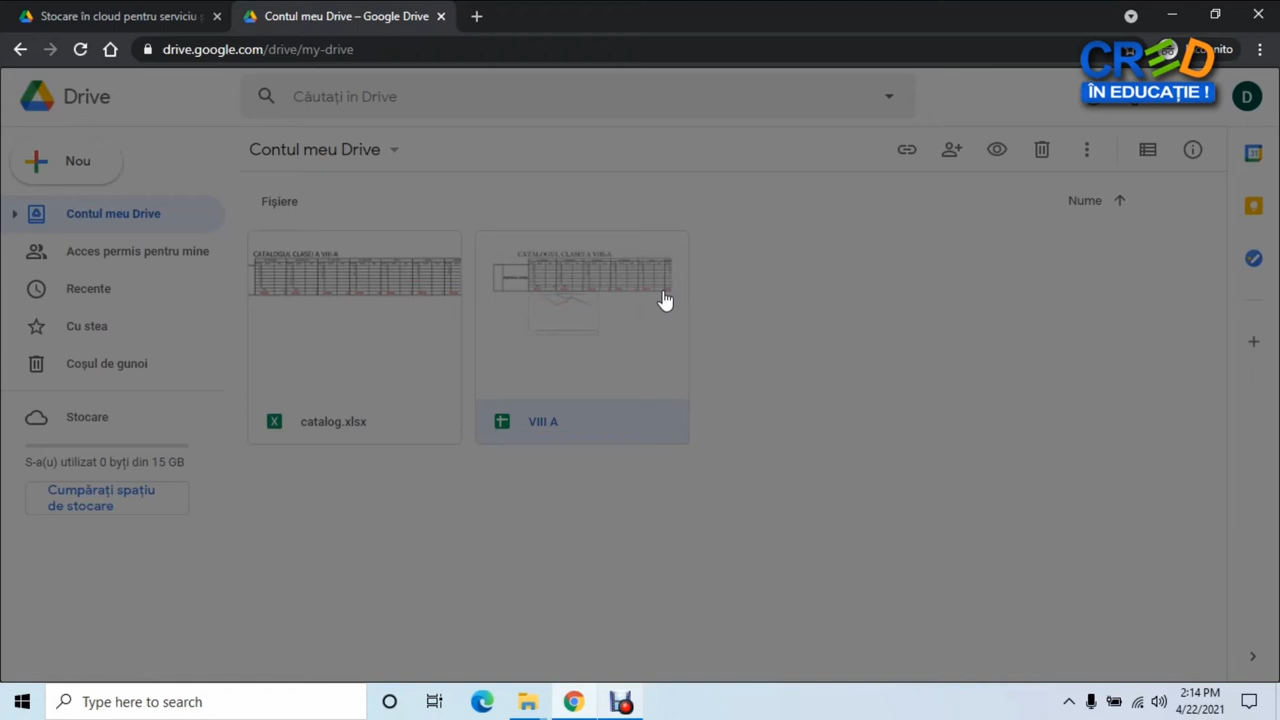 Stocare în cloud pentru serviciu
Contul meu Drive – Google Drive
drive.google.com/drive/my-drive
CRED
ÎN EDUCAȚIE !
Drive
Căutați în Drive
D
Nou
Contul meu Drive
Contul meu Drive
Fișiere
Nume
Acces permis pentru mine
Recente
Cu stea
Coșul de gunoi
Stocare
S-a(u) utilizat 0 byți din 15 GB
Cumpărați spațiu
de stocare
CATALOGUL CLASEI A VIII-A
CATALOGUL CLASEI A VIII-A
catalog.xlsx
VIII A
Type here to search
2:14 PM
4/22/2021